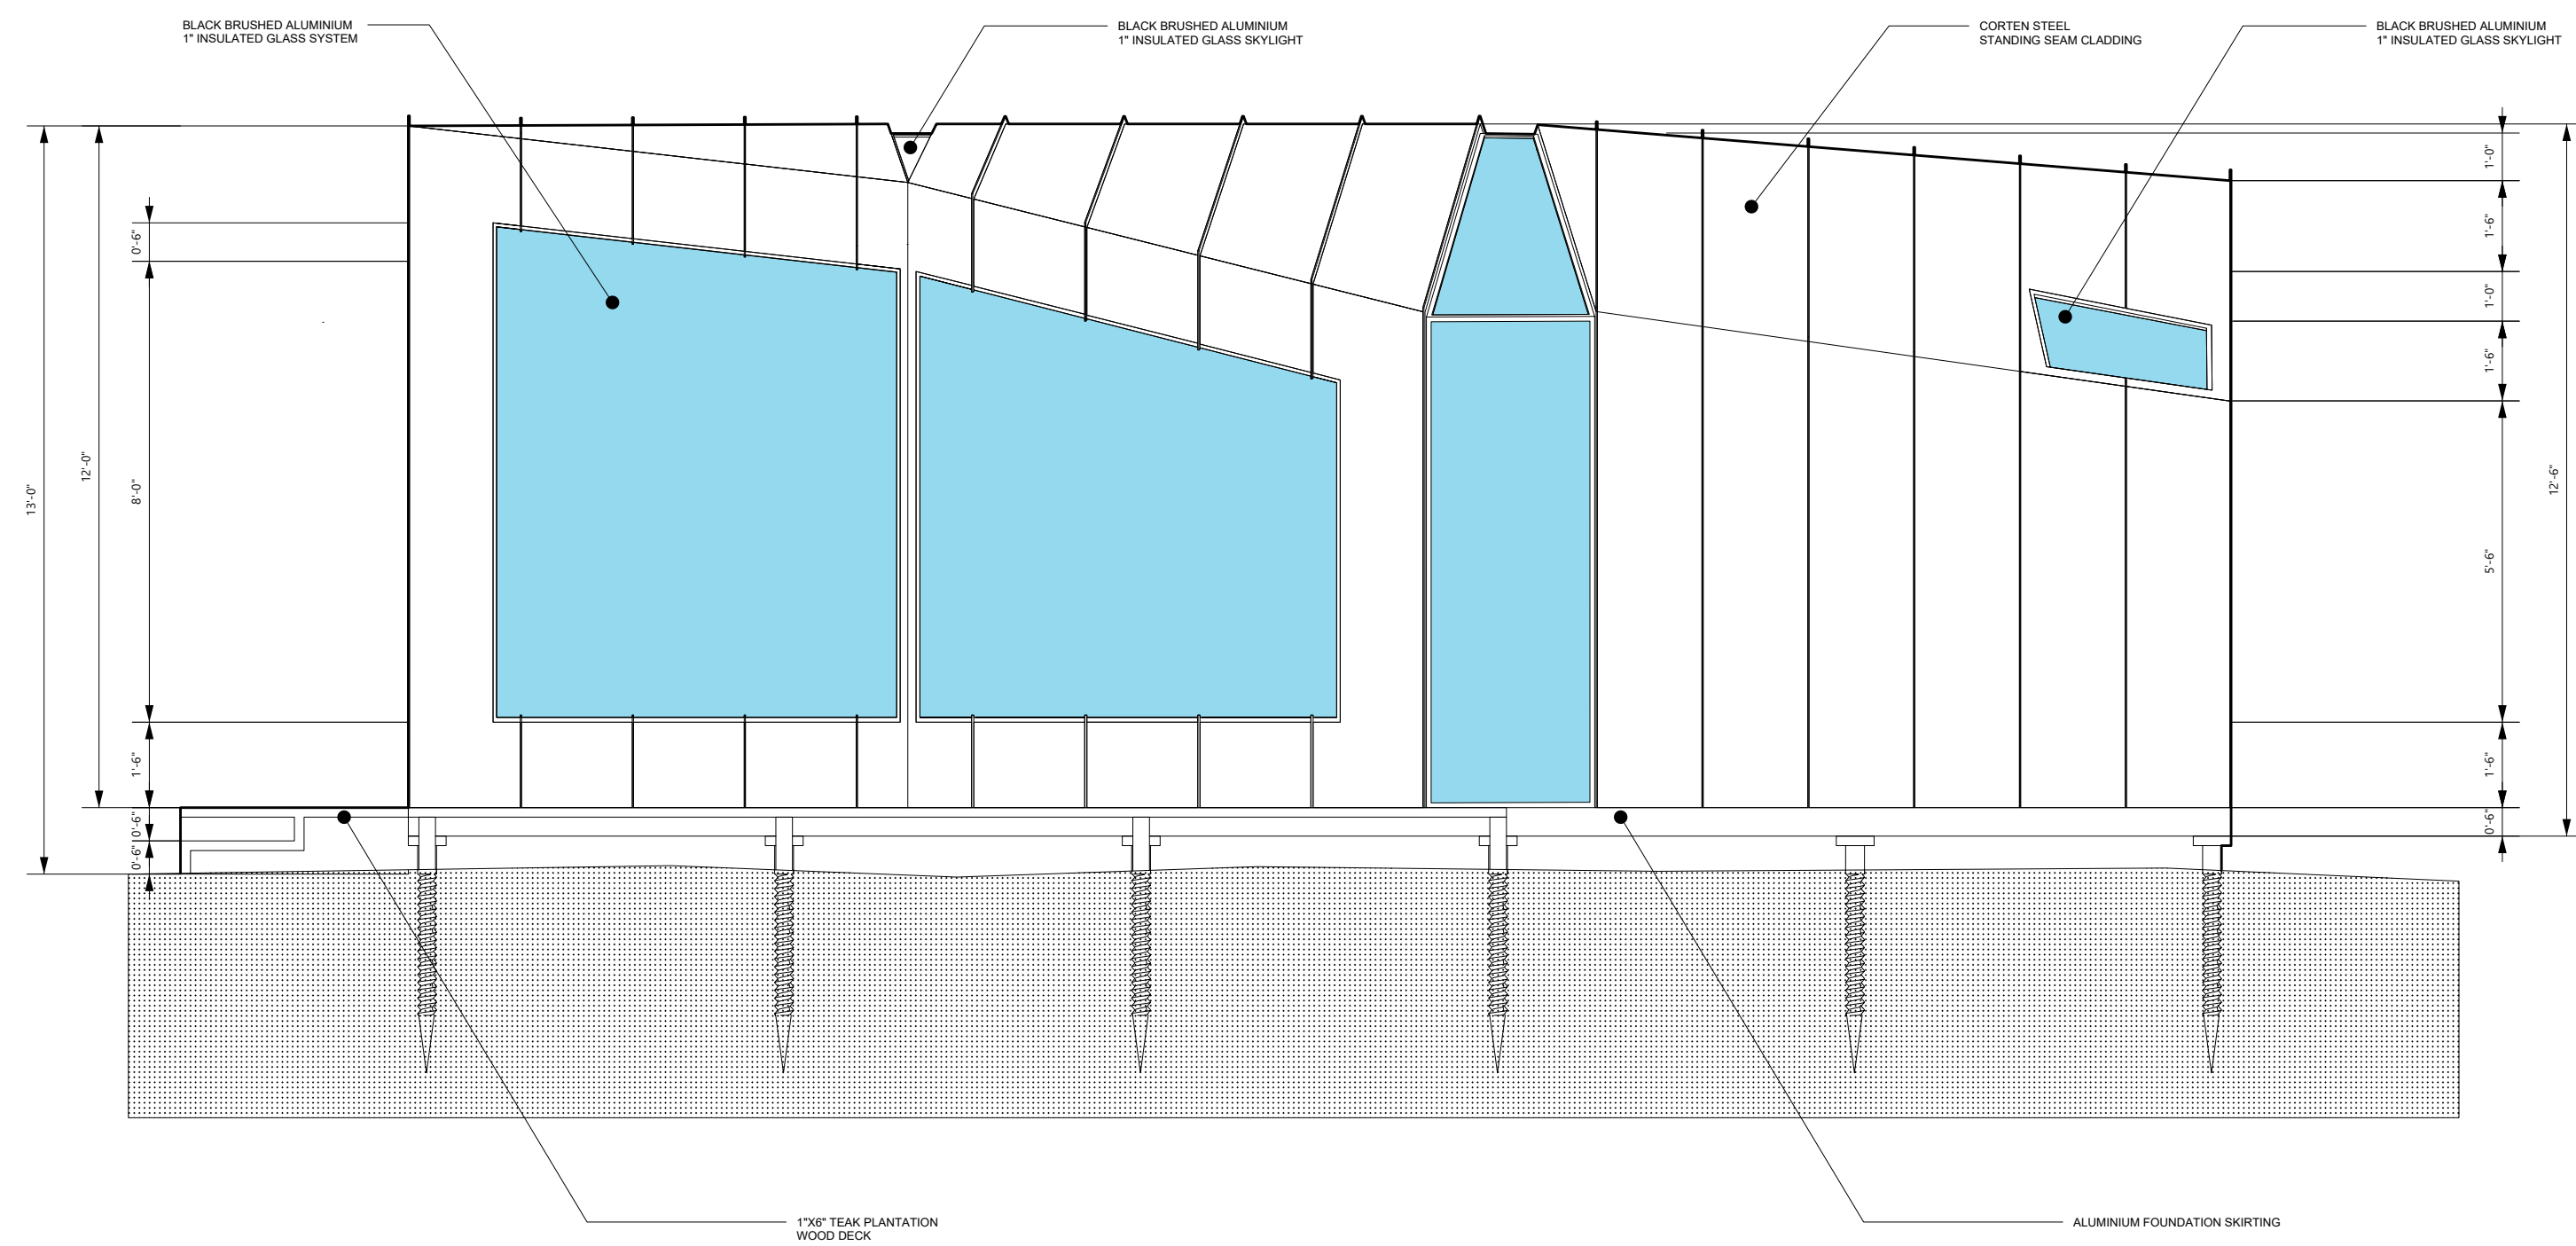 BLACK BRUSHED ALUMINIUM
1" INSULATED GLASS SYSTEM
BLACK BRUSHED ALUMINIUM
1" INSULATED GLASS SKYLIGHT
CORTEN STEEL
STANDING SEAM CLADDING
BLACK BRUSHED ALUMINIUM
1" INSULATED GLASS SKYLIGHT
13'-0"
12'-0"
0'-6"
8'-0"
1'-6"
0'-6"
0'-6"
1'-0"
1'-6"
1'-0"
1'-6"
5'-6"
1'-6"
0'-6"
12'-6"
1"X6" TEAK PLANTATION
WOOD DECK
ALUMINIUM FOUNDATION SKIRTING